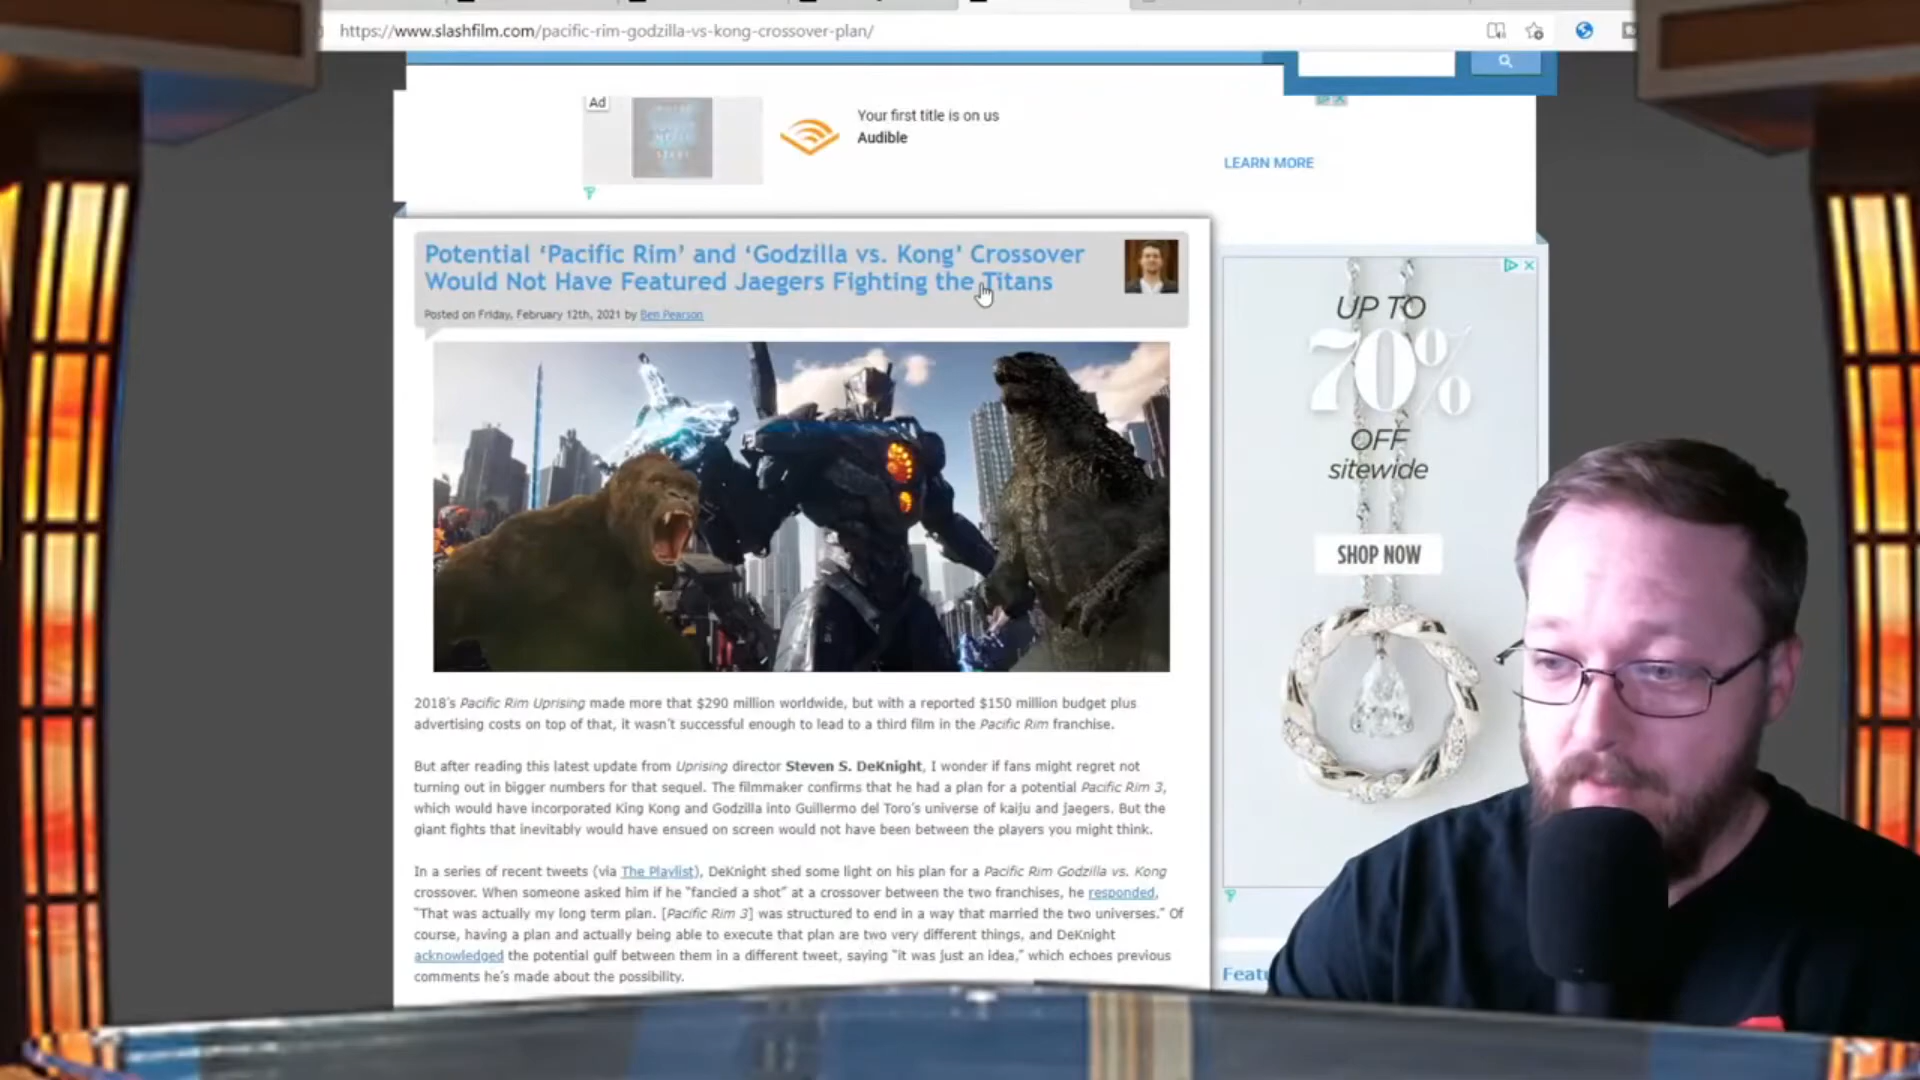 https://www.slashfilm.com/pacific-rim-godzilla-vs-kong-crossover-plan/
Ad
Your first title is on us
Audible
LEARN MORE
Potential ‘Pacific Rim’ and ‘Godzilla vs. Kong’ Crossover
Would Not Have Featured Jaegers Fighting the Titans
Posted on Friday, February 12th, 2021 by Ben Pearson
UP TO
70%
OFF
sitewide
SHOP NOW
2018's Pacific Rim Uprising made more that $290 million worldwide, but with a reported $150 million budget plus
advertising costs on top of that, it wasn't successful enough to lead to a third film in the Pacific Rim franchise.
But after reading this latest update from Uprising director Steven S. DeKnight, I wonder if fans might regret not
turning out in bigger numbers for that sequel. The filmmaker confirms that he had a plan for a potential Pacific Rim 3,
which would have incorporated King Kong and Godzilla into Guillermo del Toro's universe of kaiju and jaegers. But the
giant fights that inevitably would have ensued on screen would not have been between the players you might think.
In a series of recent tweets (via The Playlist), DeKnight shed some light on his plan for a Pacific Rim Godzilla vs. Kong
crossover. When someone asked him if he "fancied a shot" at a crossover between the two franchises, he responded,
"That was actually my long term plan. [Pacific Rim 3] was structured to end in a way that married the two universes." Of
course, having a plan and actually being able to execute that plan are two very different things, and DeKnight
acknowledged the potential gulf between them in a different tweet, saying "it was just an idea," which echoes previous
comments he's made about the possibility.